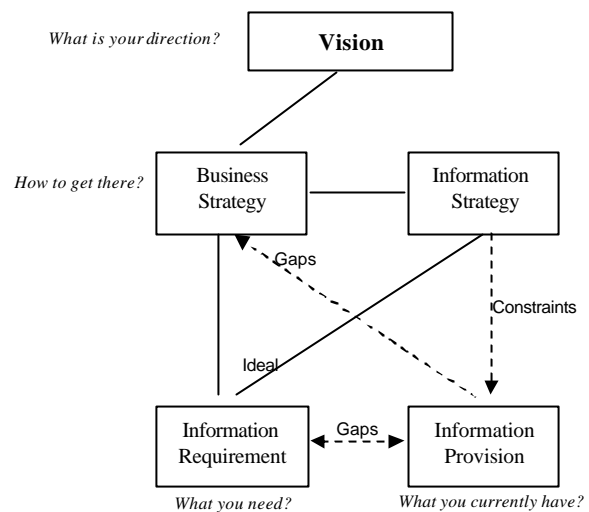 What is your direction?
Vision
How to get there?
Business
Strategy
Information
Strategy
Gaps
Constraints
Ideal
Information
Requirement
Gaps
Information
Provision
What you need?
What you currently have?